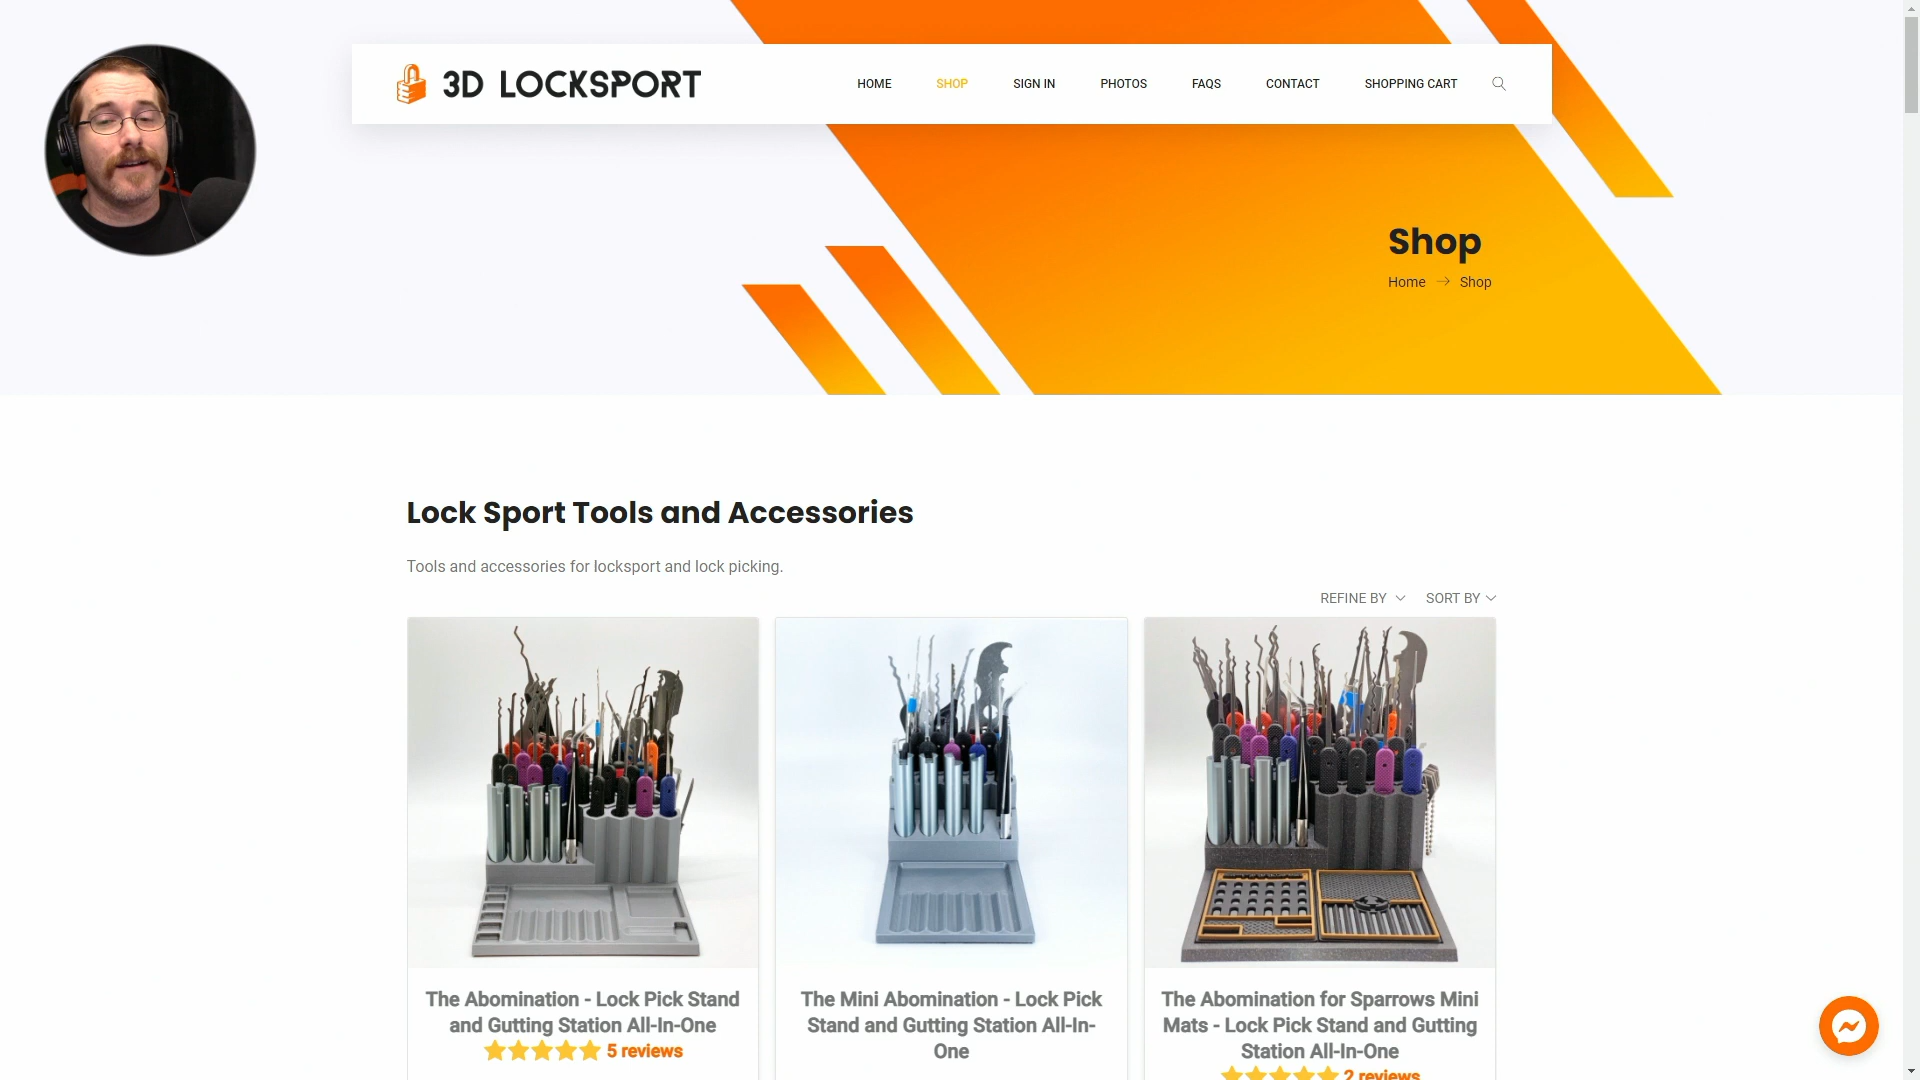 3D LOCKSPORT
HOME SHOP SIGN IN PHOTOS FAQS CONTACT SHOPPING CART
Shop
Home → Shop
Lock Sport Tools and Accessories
Tools and accessories for locksport and lock picking.
REFINE BY SORT BY
The Abomination - Lock Pick Stand
and Gutting Station All-In-One
5 reviews
The Mini Abomination - Lock Pick
Stand and Gutting Station All-In-
One
The Abomination for Sparrows Mini
Mats - Lock Pick Stand and Gutting
Station All-In-One
2 reviews